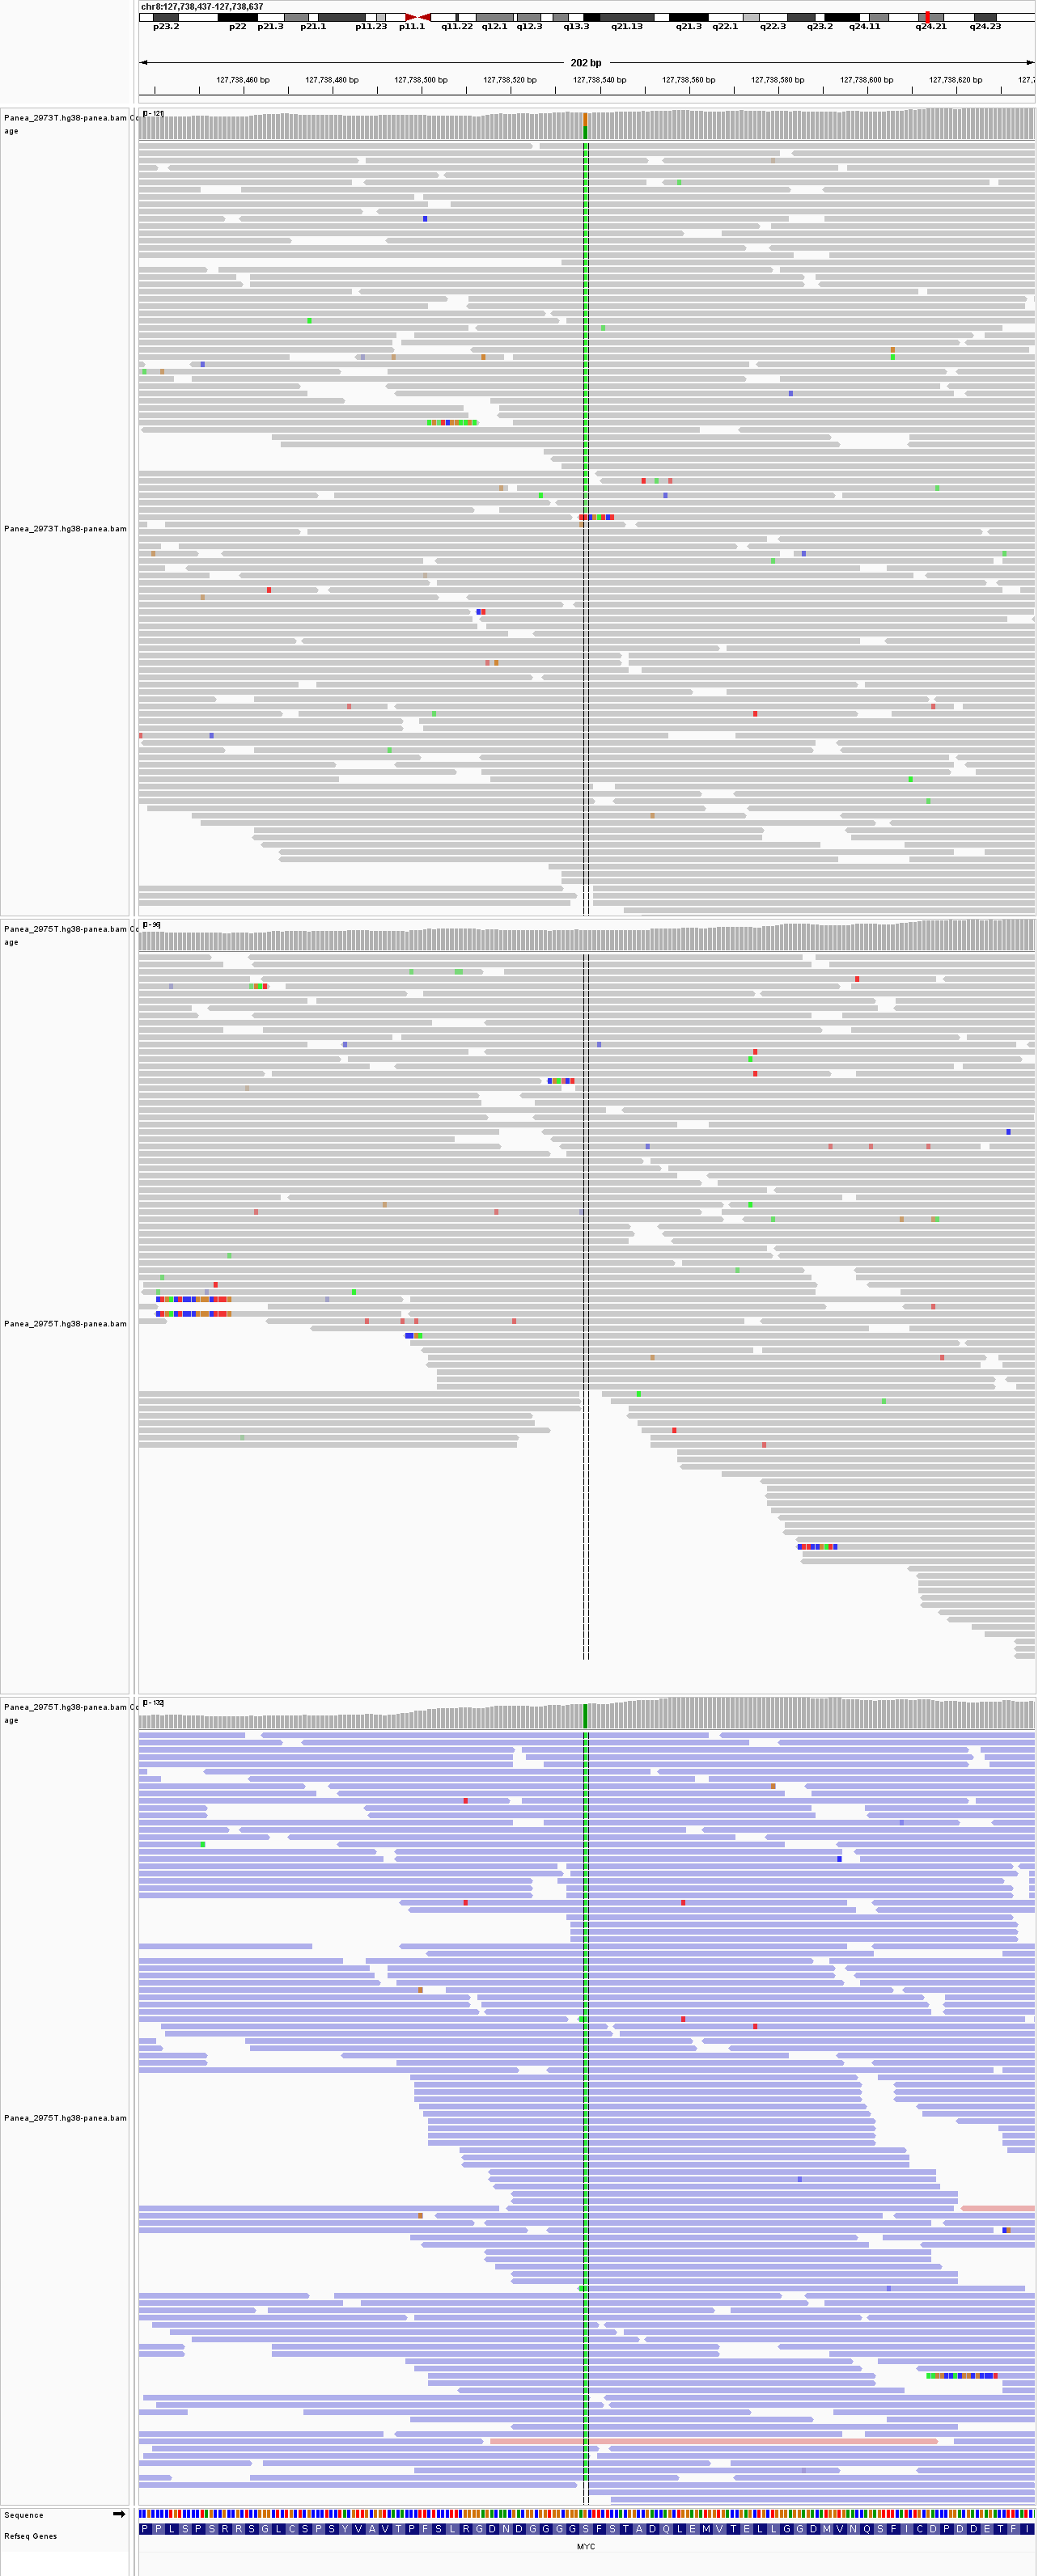 chr8:127,738,437-127,738,637
p23.2 p22 p21.3 p21.1 p11.23 p11.1 q11.22 q12.1 q12.3 q13.3 q21.13 q21.3 q22.1 q22.3 q23.2 q24.11 q24.21 q24.23
202 bp
127,738,460 bp 127,738,480 bp 127,738,500 bp 127,738,520 bp 127,738,540 bp 127,738,560 bp 127,738,580 bp 127,738,600 bp 127,738,620 bp 127,7
Panea_2973T.hg38-panea.bam Co
age
[0 - 121]
Panea_2973T.hg38-panea.bam
Panea_2975T.hg38-panea.bam Co
age
[0 - 96]
Panea_2975T.hg38-panea.bam
Panea_2975T.hg38-panea.bam Co
age
[0 - 132]
Panea_2975T.hg38-panea.bam
Sequence
Refseq Genes
P P L S P S R R S G L C S P S Y V A V T P F S L R G D N D G G G G S F S T A D Q L E M V T E L L G G D M V N Q S F I C D P D D E T F I
MYC